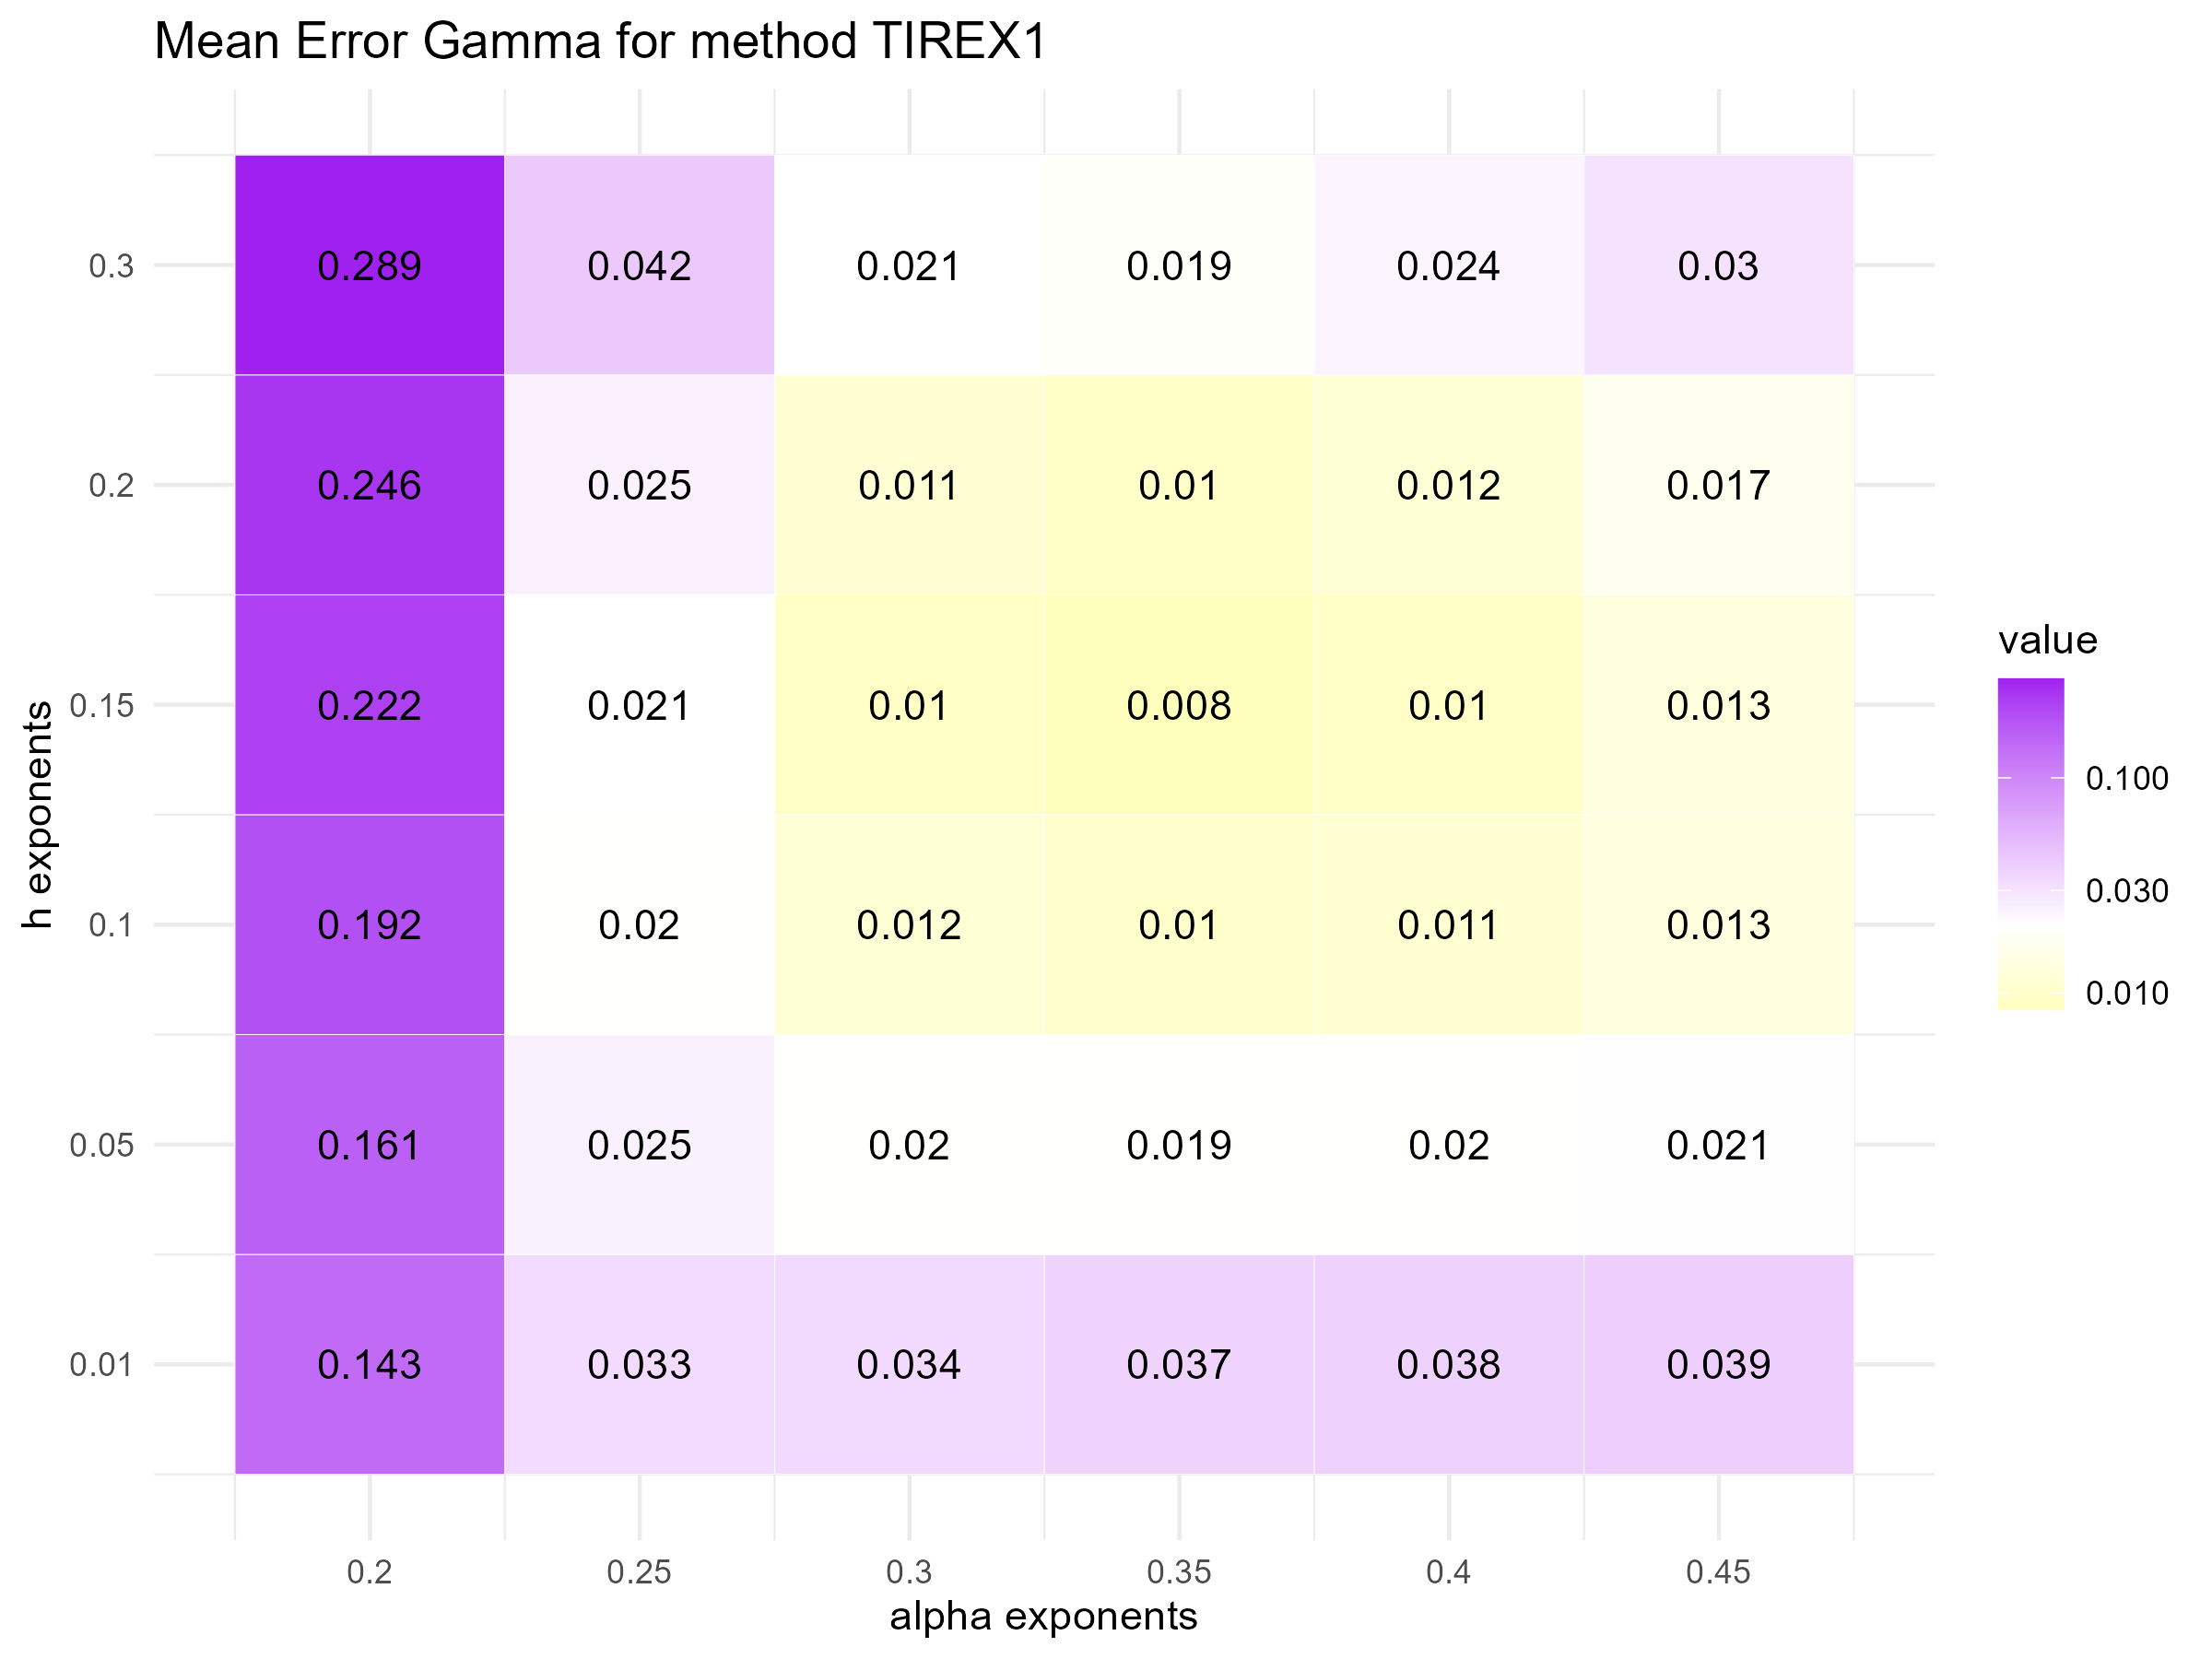 Mean Error Gamma for method TIREX1
h exponents
0.3 0.289 0.042 0.021 0.019 0.024 0.03
0.2 0.246 0.025 0.011 0.01 0.012 0.017
0.15 0.222 0.021 0.01 0.008 0.01 0.013
0.1 0.192 0.02 0.012 0.01 0.011 0.013
0.05 0.161 0.025 0.02 0.019 0.02 0.021
0.01 0.143 0.033 0.034 0.037 0.038 0.039
0.2 0.25 0.3 0.35 0.4 0.45
alpha exponents
value
0.100
0.030
0.010